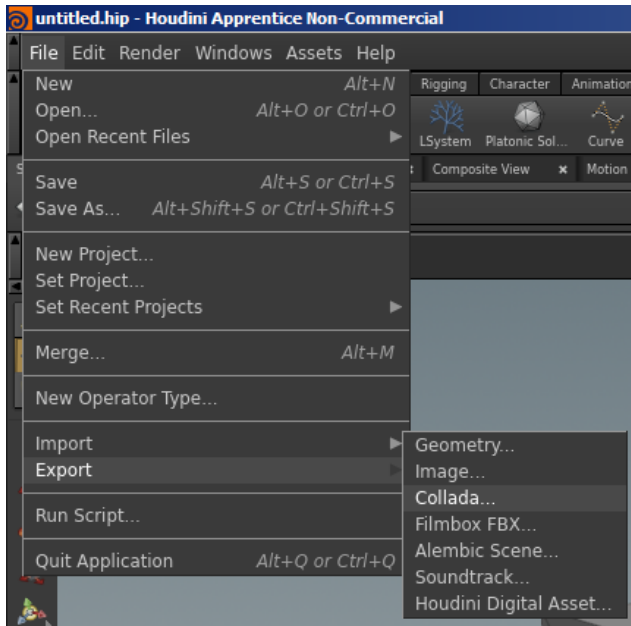 untitled.hip - Houdini Apprentice Non-Commercial
File Edit Render Windows Assets Help
New Alt+N
Open... Alt+O or Ctrl+O
Open Recent Files
Save Alt+S or Ctrl+S
Save As... Alt+Shift+S or Ctrl+Shift+S
New Project...
Set Project...
Set Recent Projects
Merge... Alt+M
New Operator Type...
Import
Export
Run Script...
Quit Application Alt+Q or Ctrl+Q
Rigging Character Animation
LSystem Platonic Sol... Curve
Composite View Motion
Geometry...
Image...
Collada...
Filmbox FBX...
Alembic Scene...
Soundtrack...
Houdini Digital Asset...